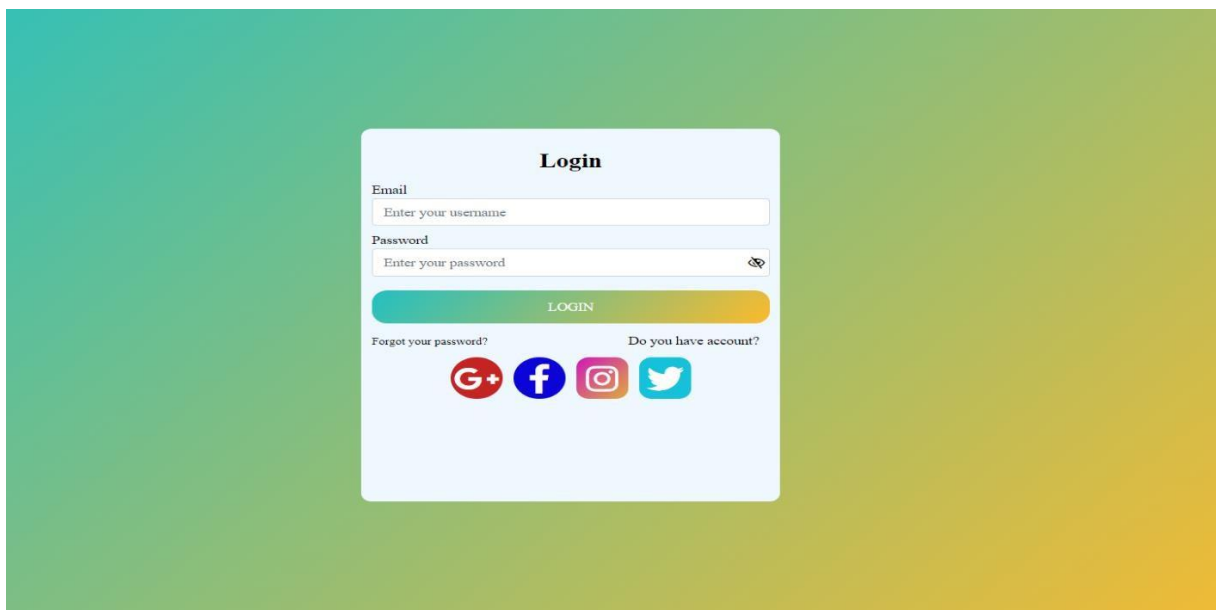 Login
Email
Enter your username
Password
Enter your password
LOGIN
Forgot your password? Do you have account?
G+ f